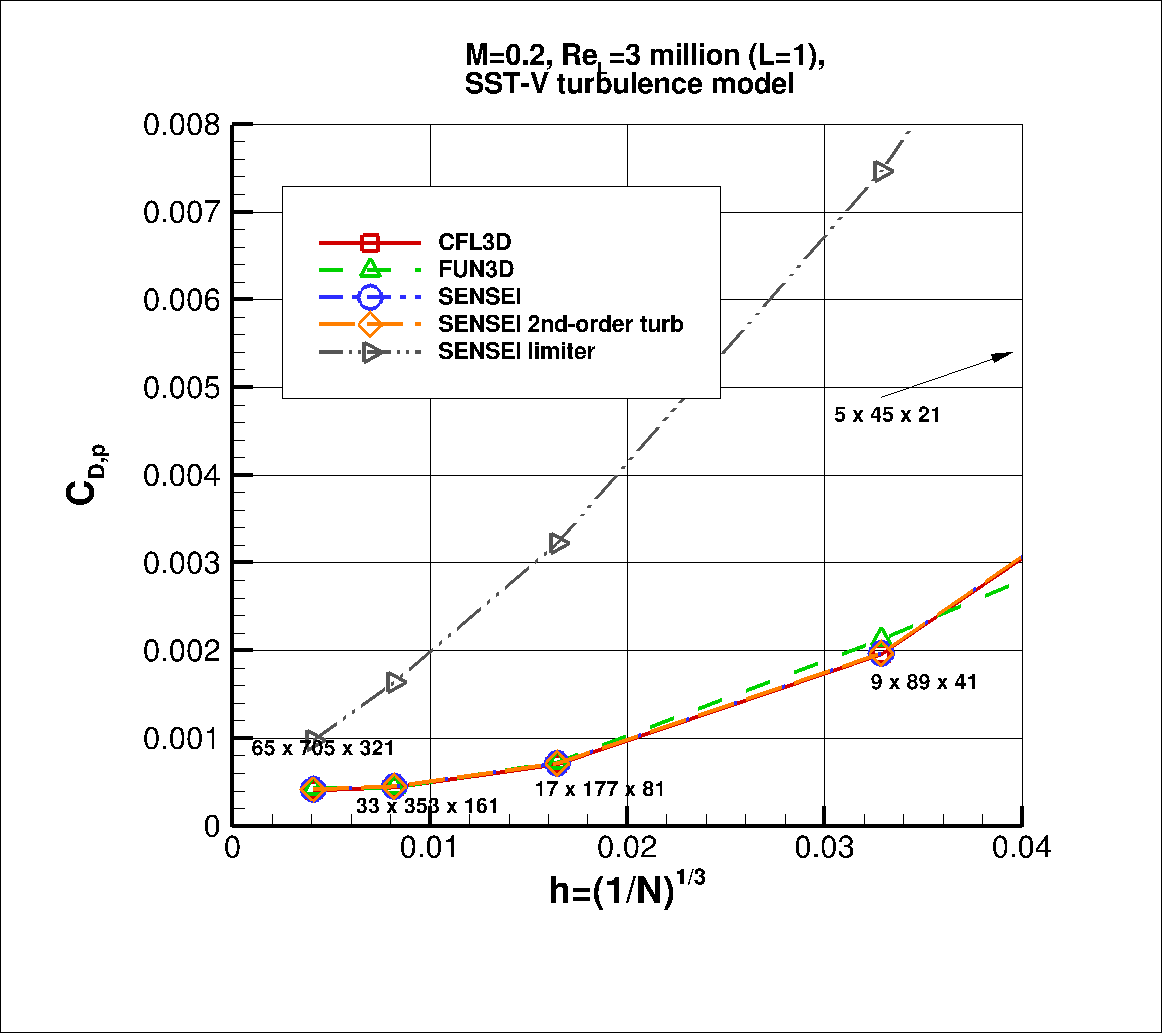 M=0.2, Re_L=3 million (L=1),
SST-V turbulence model
0.008
0.007
0.006
0.005
0.004
0.003
0.002
0.001
0
C_D,p
CFL3D
FUN3D
SENSEI
SENSEI 2nd-order turb
SENSEI limiter
5 x 45 x 21
9 x 89 x 41
65 x 705 x 321
17 x 177 x 81
33 x 353 x 161
0 0.01 0.02 0.03 0.04
h=(1/N)^1/3